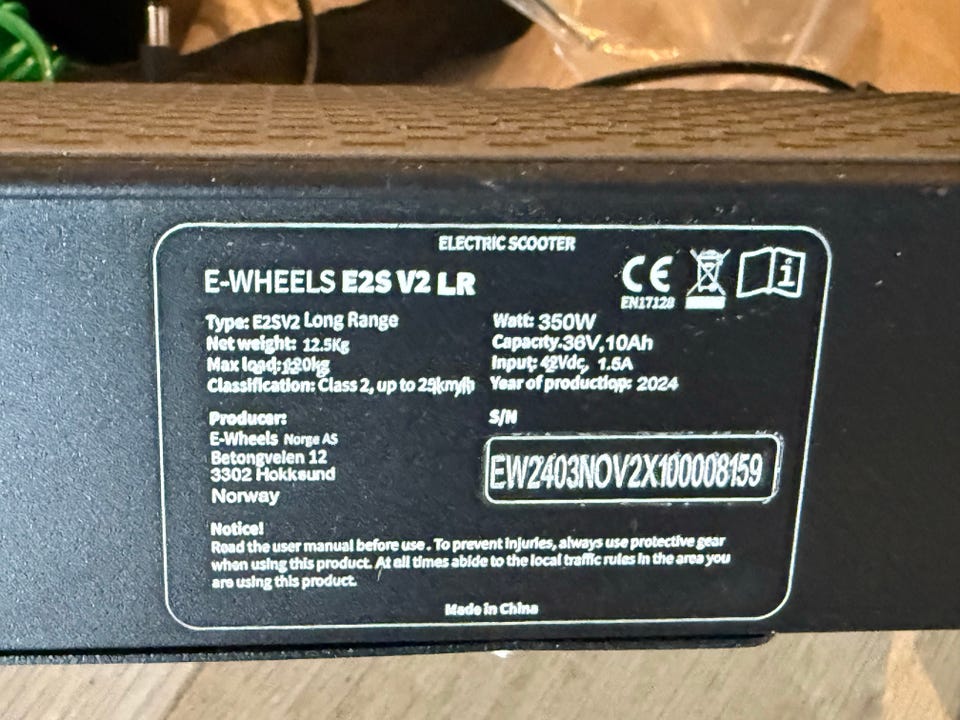 ELECTRIC SCOOTER
E-WHEELS E2S V2 LR
CE
EN17128
Type: E2SV2 Long Range
Net weight: 12.5Kg
Max load: 120kg
Classification: Class 2, up to 25km/h
Watt: 350W
Capacity.36V,10Ah
Input: 42Vdc, 1.5A
Year of production: 2024
Producer:
E-Wheels Norge AS
Betongveien 12
3302 Hokksund
Norway
S/N
EW2403NOV2X100008159
Notice!
Read the user manual before use. To prevent injuries, always use protective gear
when using this product. At all times abide to the local traffic rules in the area you
are using this product.
Made in China